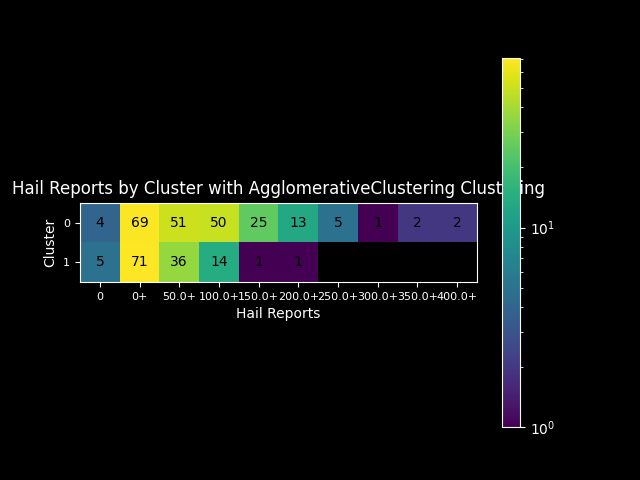 Hail Reports by Cluster with AgglomerativeClustering Clustering
Cluster
0 4 69 51 50 25 13 5 1 2 2
1 5 71 36 14 1 1
0 0+ 50.0+ 100.0+ 150.0+ 200.0+ 250.0+ 300.0+ 350.0+ 400.0+
Hail Reports
10¹
10⁰